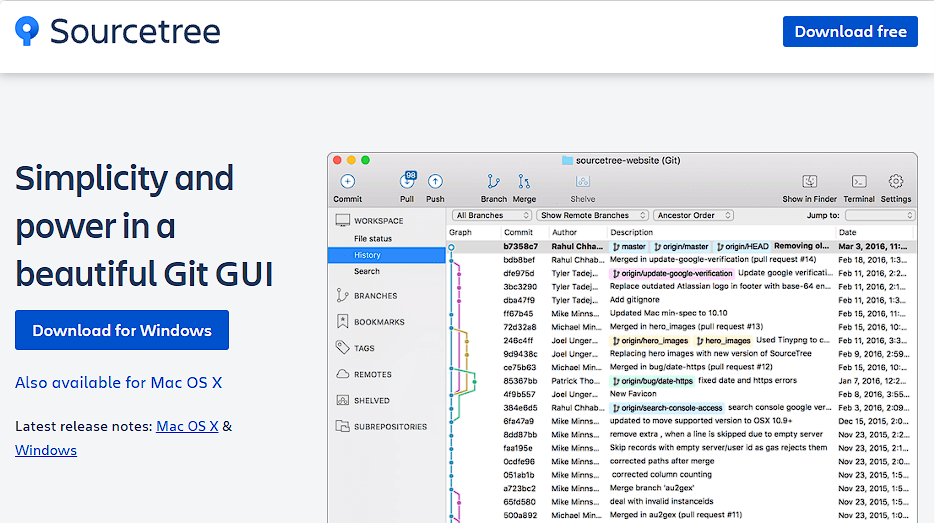 Sourcetree
Download free
Simplicity and
power in a
beautiful Git GUI
Download for Windows
Also available for Mac OS X
Latest release notes: Mac OS X &
Windows
sourcetree-website (Git)
98
Commit Pull Push Branch Merge Shelve Show in Finder Terminal Settings
All Branches Show Remote Branches Ancestor Order Jump to:
WORKSPACE
File status
History
Search
BRANCHES
BOOKMARKS
TAGS
REMOTES
SHELVED
SUBREPOSITORIES
Graph Commit Author Description Date
b7358c7 Rahul Chha... master origin/master origin/HEAD Removing ol... Mar 3, 2016, 11:...
bdb8bef Rahul Chhab... Merged in update-google-verification (pull request #14) Feb 18, 2016, 1:3...
dfe975d Tyler Tadej... origin/update-google-verification Update google verificati... Feb 11, 2016, 2:2...
3bc3290 Tyler Tadej... Replace outdated Atlassian logo in footer with base-64 en... Feb 11, 2016, 2:1...
dba47f9 Tyler Tadej... Add gitignore Feb 11, 2016, 1:3...
ff67b45 Mike Minns... Updated Mac min-spec to 10.10 Feb 15, 2016, 11:...
72d32a8 Michael Min... Merged in hero_images (pull request #13) Feb 15, 2016, 10:...
246c4ff Joel Unger... origin/hero_images hero_images Used Tinypng to c... Feb 11, 2016, 3:3...
9d9438c Joel Unger... Replacing hero images with new version of SourceTree Feb 9, 2016, 2:59...
ce75b63 Michael Min... Merged in bug/date-https (pull request #12) Feb 15, 2016, 10:...
85367bb Patrick Tho... origin/bug/date-https fixed date and https errors Jan 7, 2016, 12:2...
4f9b557 Joel Unger... New Favicon Feb 8, 2016, 3:55...
384e6d5 Rahul Chhab... origin/search-console-access search console google ver... Feb 3, 2016, 2:09...
6fa47a9 Mike Minns... updated to move supported version to OSX 10.9+ Dec 15, 2015, 2:0...
8dd87bb Mike Minns... remove extra , when a line is skipped due to empty server Nov 23, 2015, 2:2...
faa195e Mike Minns... Skip records with empty server/user id as gas rejects them Nov 23, 2015, 2:1...
0cdfe96 Mike Minns... corrected paths after merge Nov 23, 2015, 2:0...
051ab1b Mike Minns... corrected column counting Nov 23, 2015, 1:5...
a723bc2 Mike Minns... Merge branch 'au2gex' Nov 23, 2015, 1:5...
65fd580 Mike Minns... deal with invalid instanceids Nov 23, 2015, 1:5...
500a892 Michael Min... Merged in au2gex (pull request #11) Nov 23, 2015, 1:0...